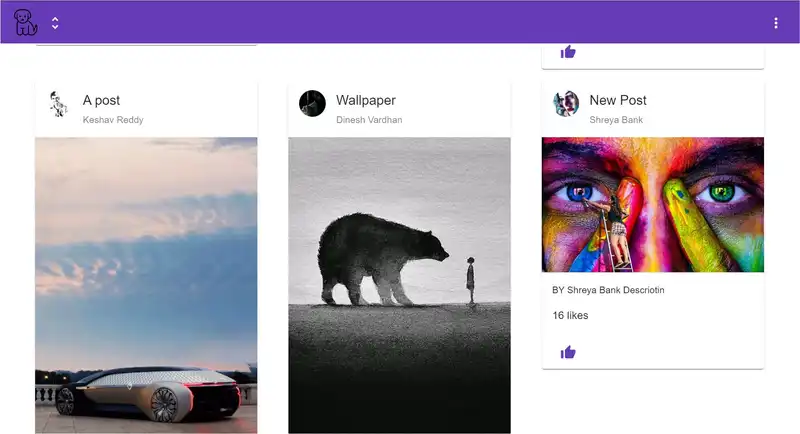 A post
Keshav Reddy
Wallpaper
Dinesh Vardhan
New Post
Shreya Bank
BY Shreya Bank Descriotin
16 likes